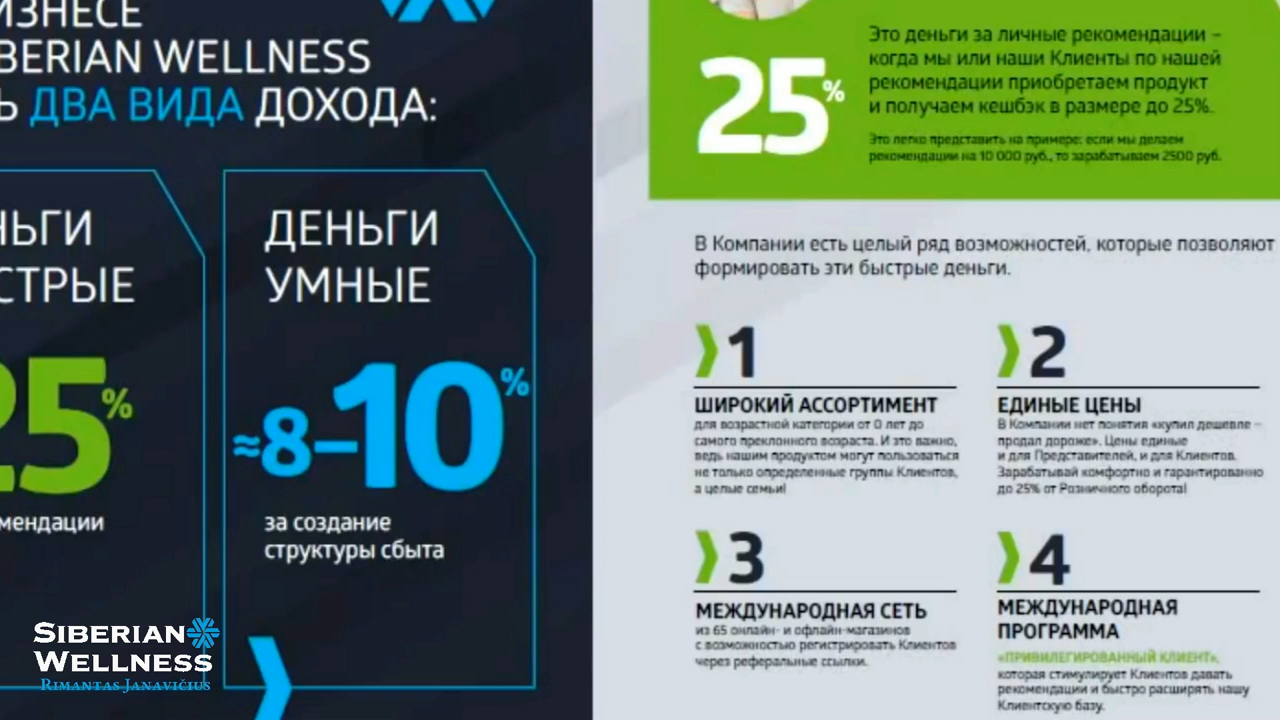 ИЗНЕСЕ
BERIAN WELLNESS
Ь ДВА ВИДА ДОХОДА:
НЬГИ
СТРЫЕ
25%
мендации
ДЕНЬГИ
УМНЫЕ
≈8–10%
за создание
структуры сбыта
SIBERIAN
WELLNESS
RIMANTAS JANAVIČIUS
25%
Это деньги за личные рекомендации –
когда мы или наши Клиенты по нашей
рекомендации приобретаем продукт
и получаем кешбэк в размере до 25%.
Это легко представить на примере: если мы делаем
рекомендации на 10 000 руб., то зарабатываем 2500 руб.
В Компании есть целый ряд возможностей, которые позволяют
формировать эти быстрые деньги.
1
ШИРОКИЙ АССОРТИМЕНТ
для возрастной категории от 0 лет до
самого преклонного возраста. И это важно,
ведь нашим продуктом могут пользоваться
не только определенные группы Клиентов,
а целые семьи!
2
ЕДИНЫЕ ЦЕНЫ
В Компании нет понятия «купил дешевле –
продал дороже». Цены единые
и для Представителей, и для Клиентов.
Зарабатывай комфортно и гарантированно
до 25% от Розничного оборота!
3
МЕЖДУНАРОДНАЯ СЕТЬ
из 65 онлайн- и офлайн-магазинов
с возможностью регистрировать Клиентов
через реферальные ссылки.
4
МЕЖДУНАРОДНАЯ
ПРОГРАММА
«ПРИВИЛЕГИРОВАННЫЙ КЛИЕНТ»,
которая стимулирует Клиентов давать
рекомендации и быстро расширять нашу
Клиентскую базу.